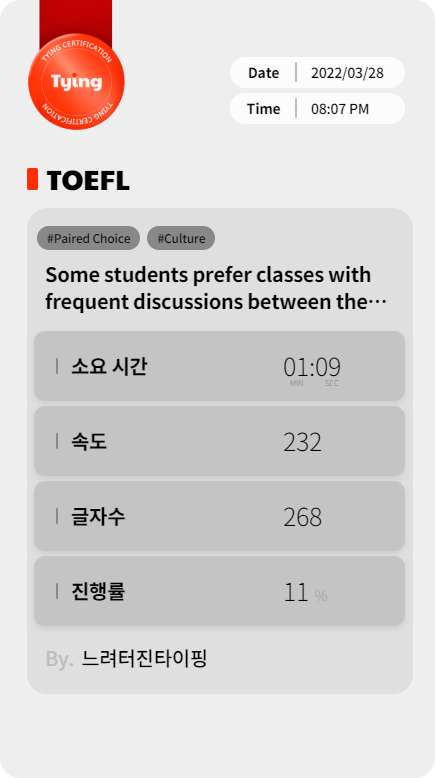 TYING CERTIFICATION
Tying
TYING CERTIFICATION
Date 2022/03/28
Time 08:07 PM
TOEFL
#Paired Choice #Culture
Some students prefer classes with
frequent discussions between the⋯
소요 시간 01:09
MIN SEC
속도 232
글자수 268
진행률 11 %
By. 느려터진타이핑